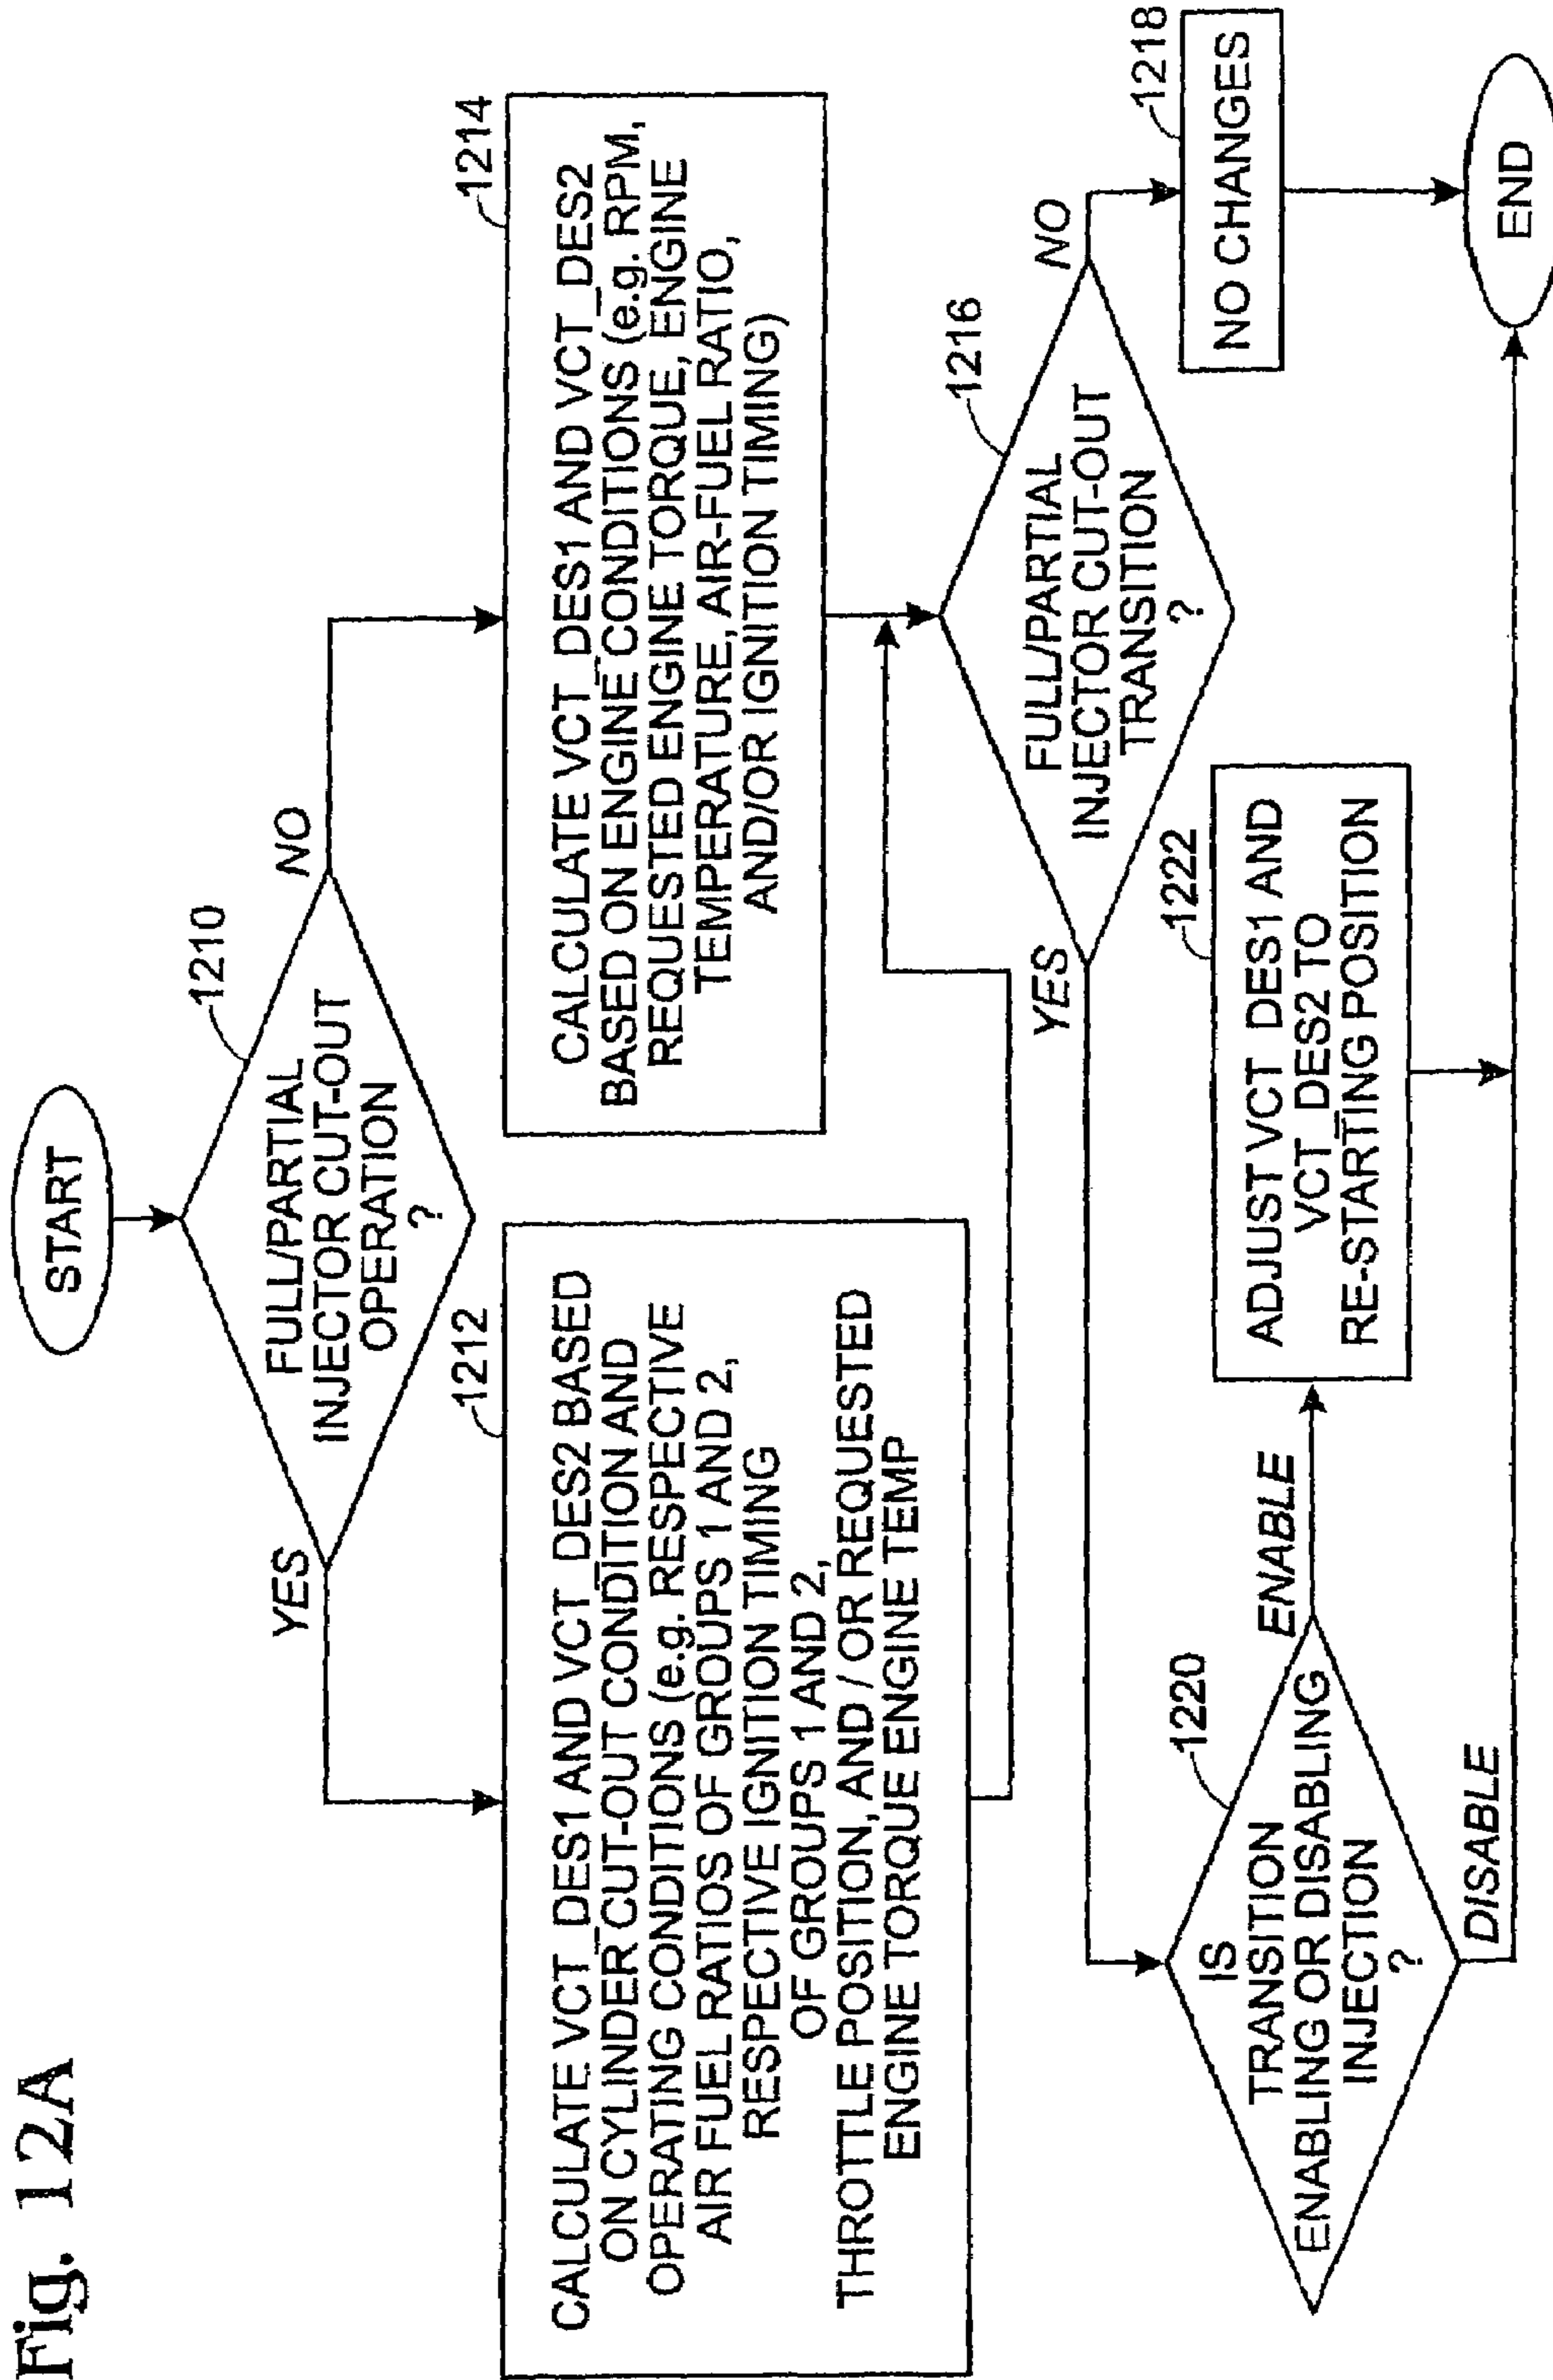 Fig. 12A
START
1210
FULL/PARTIAL
INJECTOR CUT-OUT
OPERATION
?
YES
NO
1212
CALCULATE VCT_DES1 AND VCT_DES2 BASED
ON CYLINDER CUT-OUT CONDITION AND
OPERATING CONDITIONS (e.g. RESPECTIVE
AIR FUEL RATIOS OF GROUPS 1 AND 2,
RESPECTIVE IGNITION TIMING
OF GROUPS 1 AND 2,
THROTTLE POSITION, AND / OR REQUESTED
ENGINE TORQUE ENGINE TEMP
1214
CALCULATE VCT_DES1 AND VCT_DES2
BASED ON ENGINE CONDITIONS (e.g. RPM,
REQUESTED ENGINE TORQUE, ENGINE
TEMPERATURE, AIR-FUEL RATIO,
AND/OR IGNITION TIMING)
1216
FULL/PARTIAL
INJECTOR CUT-OUT
TRANSITION
?
YES
NO
1218
NO CHANGES
1220
IS
TRANSITION
ENABLING OR DISABLING
INJECTION
?
ENABLE
DISABLE
1222
ADJUST VCT_DES1 AND
VCT_DES2 TO
RE-STARTING POSITION
END